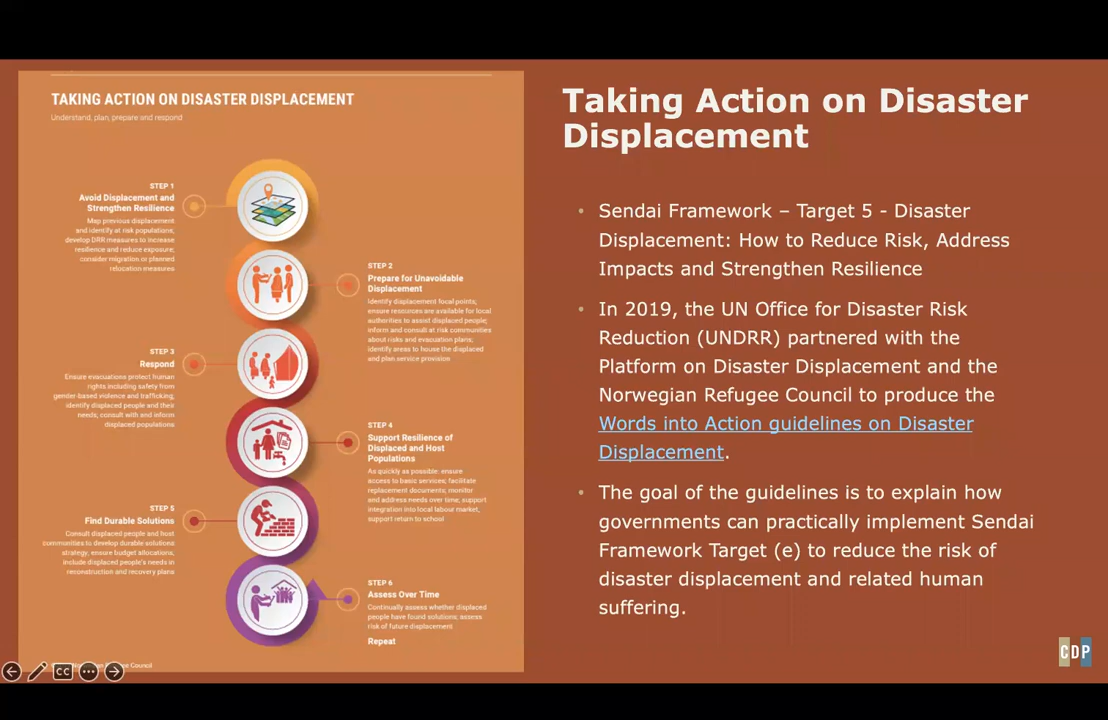 TAKING ACTION ON DISASTER DISPLACEMENT
Understand, plan, prepare and respond
STEP 1
Avoid Displacement and
Strengthen Resilience
Map previous displacement
and identify at risk populations;
develop DRR measures to increase
resilience and reduce exposure;
consider migration or planned
relocation measures
STEP 2
Prepare for Unavoidable
Displacement
Identify displacement focal points;
ensure resources are available for local
authorities to assist displaced people;
inform and consult at risk communities
about risks and evacuation plans;
identify areas to house the displaced
and plan service provision
STEP 3
Respond
Ensure evacuations protect human
rights including safety from
gender-based violence and trafficking;
identify displaced people and their
needs; consult with and inform
displaced populations
STEP 4
Support Resilience of
Displaced and Host
Populations
As quickly as possible: ensure
access to basic services; facilitate
replacement documents; monitor
and address needs over time; support
integration into local labour market,
support return to school
STEP 5
Find Durable Solutions
Consult displaced people and host
communities to develop durable solutions
strategy, ensure budget allocations,
include displaced people's needs in
reconstruction and recovery plans
STEP 6
Assess Over Time
Continually assess whether displaced
people have found solutions; assess
risk of future displacement
Repeat
Council
CC
Taking Action on Disaster
Displacement
• Sendai Framework – Target 5 - Disaster
Displacement: How to Reduce Risk, Address
Impacts and Strengthen Resilience
• In 2019, the UN Office for Disaster Risk
Reduction (UNDRR) partnered with the
Platform on Disaster Displacement and the
Norwegian Refugee Council to produce the
Words into Action guidelines on Disaster
Displacement.
• The goal of the guidelines is to explain how
governments can practically implement Sendai
Framework Target (e) to reduce the risk of
disaster displacement and related human
suffering.
CDP